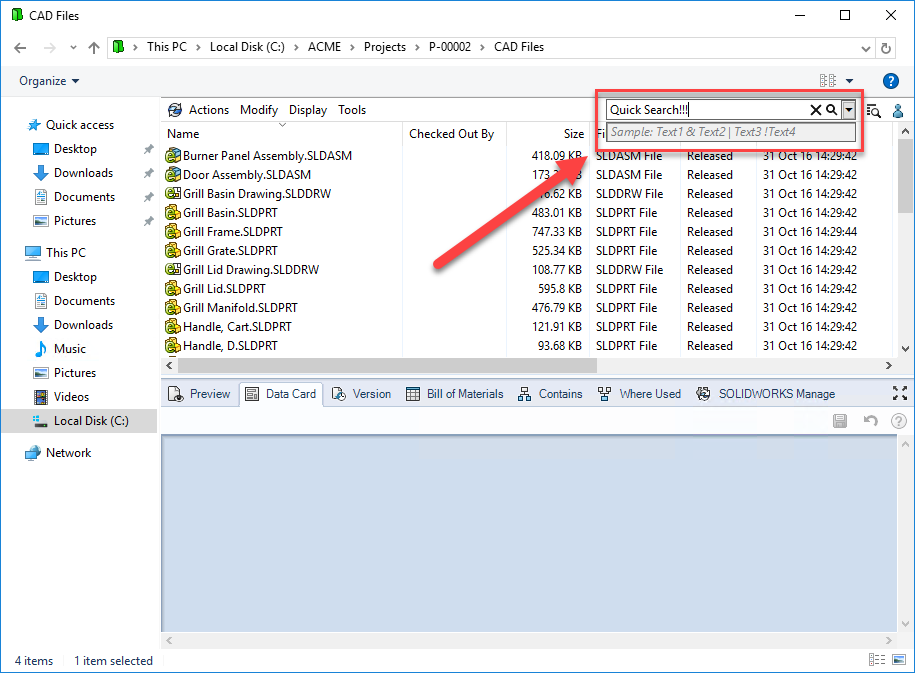 CAD Files
This PC > Local Disk (C:) > ACME > Projects > P-00002 > CAD Files
Organize
Quick access
Desktop
Downloads
Documents
Pictures
This PC
Desktop
Documents
Downloads
Music
Pictures
Videos
Local Disk (C:)
Network
Actions Modify Display Tools
Quick Search!!!
Sample: Text1 & Text2 | Text3 !Text4
Name Checked Out By Size
Burner Panel Assembly.SLDASM 418.09 KB SLDASM File Released 31 Oct 16 14:29:42
Door Assembly.SLDASM SLDASM File Released 31 Oct 16 14:29:42
Grill Basin Drawing.SLDDRW KB SLDDRW File Released 31 Oct 16 14:29:42
Grill Basin.SLDPRT 483.01 KB SLDPRT File Released 31 Oct 16 14:29:42
Grill Frame.SLDPRT 747.33 KB SLDPRT File Released 31 Oct 16 14:29:44
Grill Grate.SLDPRT 525.34 KB SLDPRT File Released 31 Oct 16 14:29:42
Grill Lid Drawing.SLDDRW 108.77 KB SLDDRW File Released 31 Oct 16 14:29:42
Grill Lid.SLDPRT 595.8 KB SLDPRT File Released 31 Oct 16 14:29:42
Grill Manifold.SLDPRT 476.79 KB SLDPRT File Released 31 Oct 16 14:29:42
Handle, Cart.SLDPRT 121.91 KB SLDPRT File Released 31 Oct 16 14:29:42
Handle, D.SLDPRT 93.68 KB SLDPRT File Released 31 Oct 16 14:29:42
Preview Data Card Version Bill of Materials Contains Where Used SOLIDWORKS Manage
4 items 1 item selected